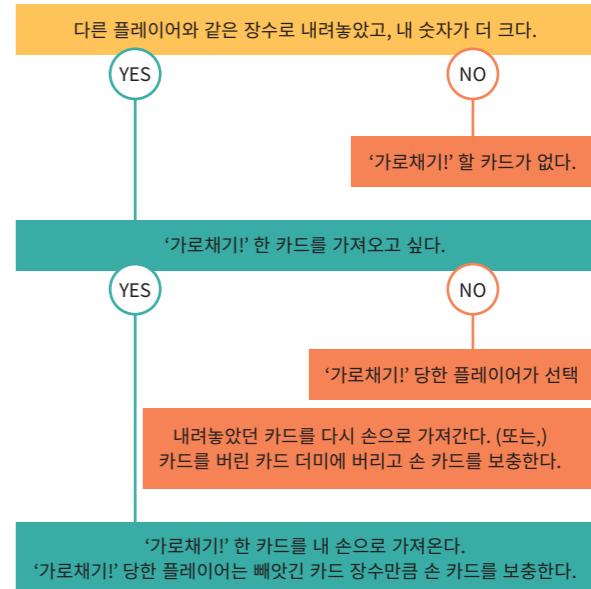 다른 플레이어와 같은 장수로 내려놓았고, 내 숫자가 더 크다.
YES
NO
‘가로채기!’ 할 카드가 없다.
‘가로채기!’ 한 카드를 가져오고 싶다.
YES
NO
‘가로채기!’ 당한 플레이어가 선택
내려놓았던 카드를 다시 손으로 가져간다. (또는,)
카드를 버린 카드 더미에 버리고 손 카드를 보충한다.
‘가로채기!’ 한 카드를 내 손으로 가져온다.
‘가로채기!’ 당한 플레이어는 빼앗긴 카드 장수만큼 손 카드를 보충한다.